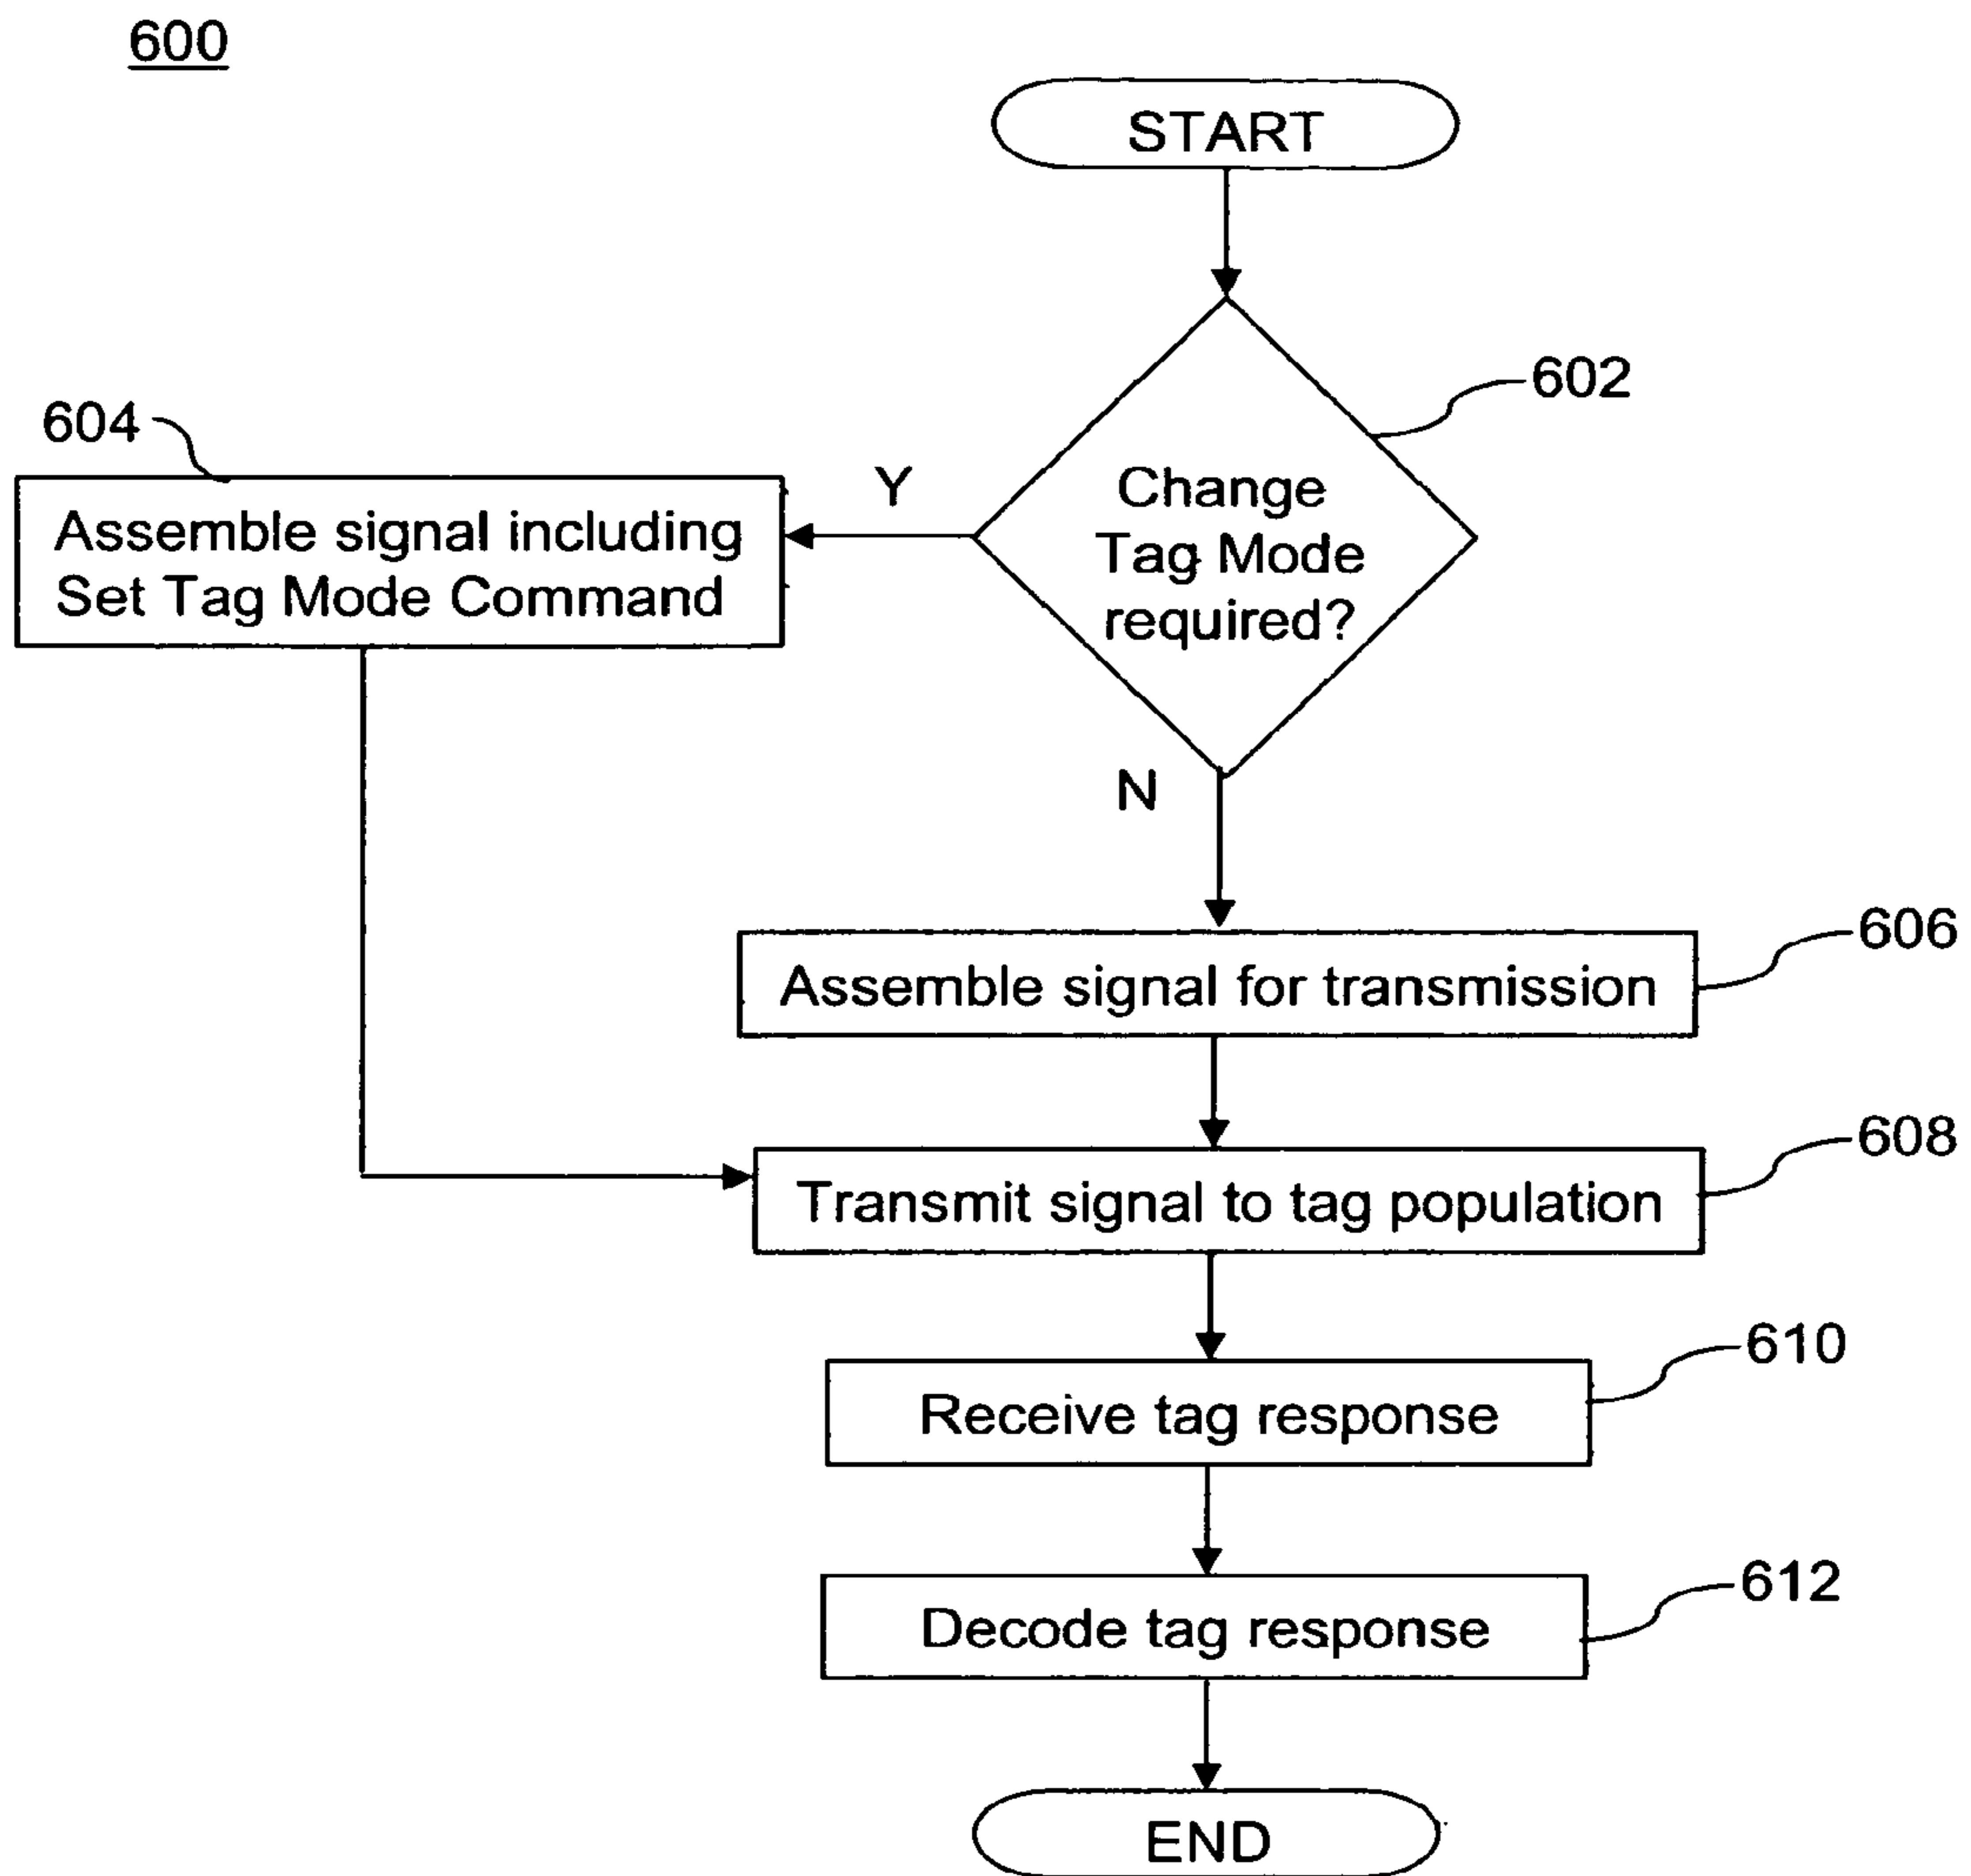 600
START
602
Change
Tag Mode
required?
Y
N
604
Assemble signal including
Set Tag Mode Command
606
Assemble signal for transmission
608
Transmit signal to tag population
610
Receive tag response
612
Decode tag response
END